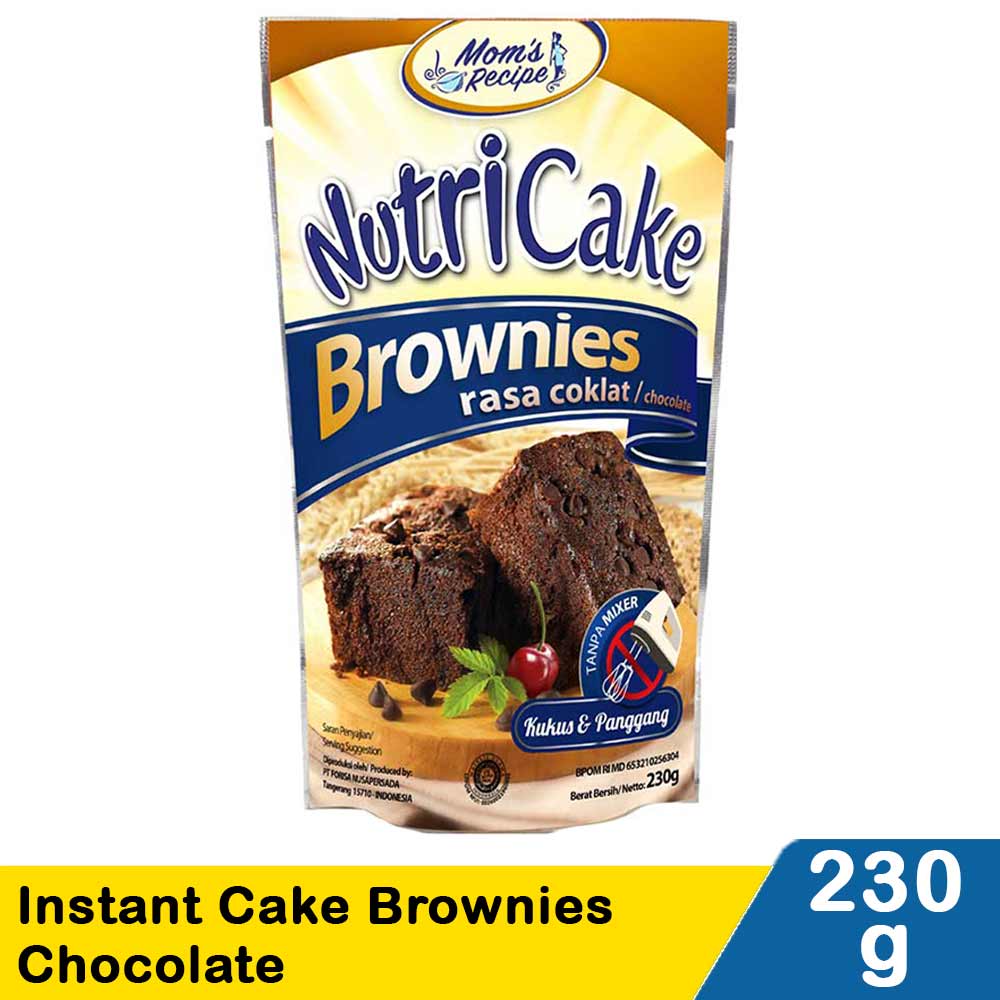 Mom's
Recipe
NutriCake
Brownies
rasa coklat / chocolate
TANPA MIXER
Kukus & Panggang
Saran Penyajian/
Serving Suggestion
Diproduksi oleh/ Produced by:
PT FORISA NUSAPERSADA
Tangerang 15710 - INDONESIA
BPOM RI MD 653210256304
Berat Bersih/ Netto: 230g
Instant Cake Brownies
Chocolate
230
g